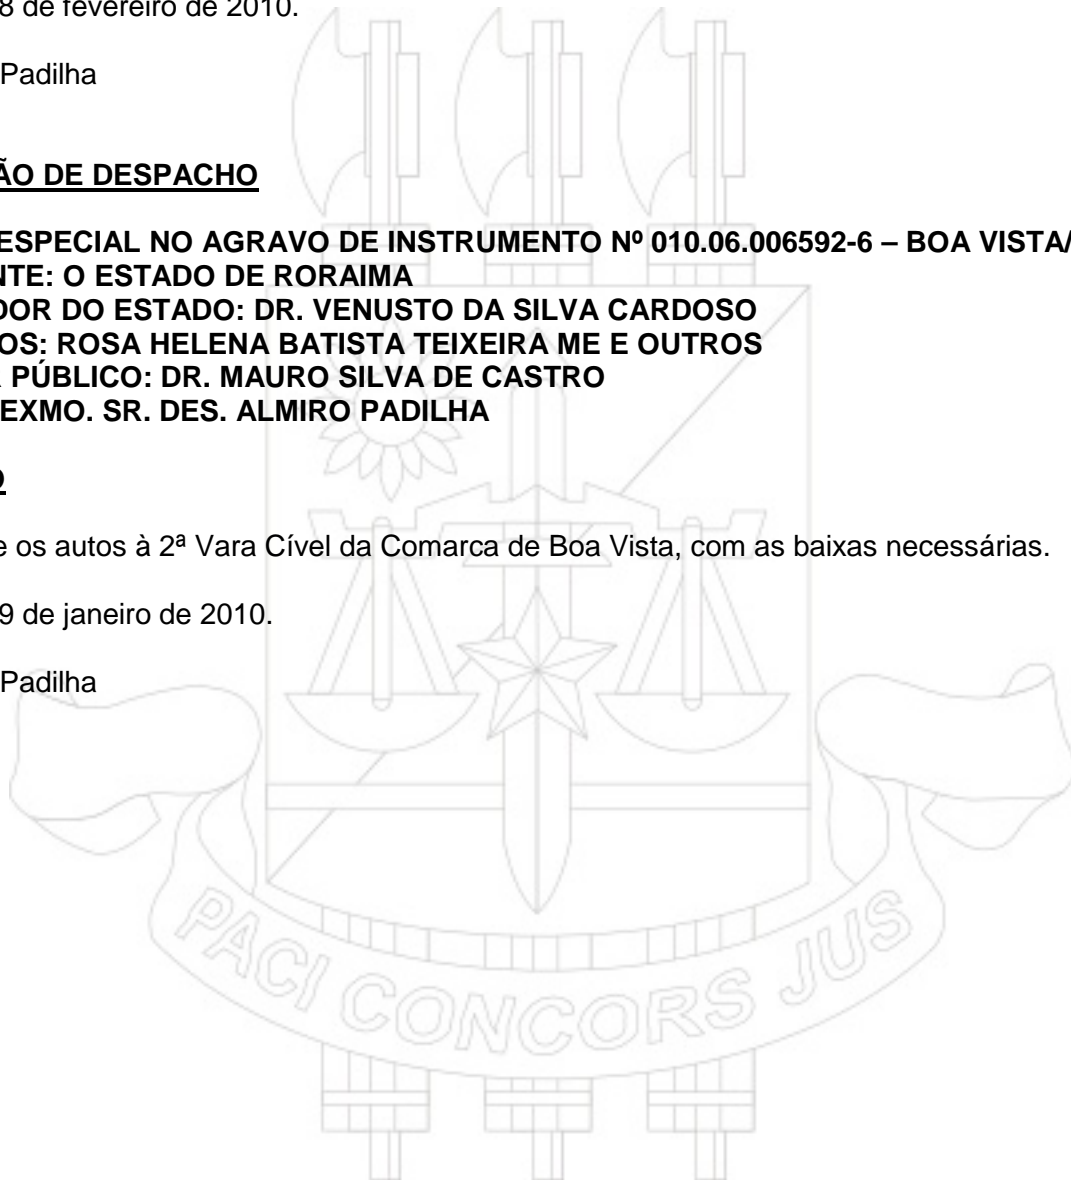 8 de fevereiro de 2010.
Padilha
ÃO DE DESPACHO
ESPECIAL NO AGRAVO DE INSTRUMENTO Nº 010.06.006592-6 – BOA VISTA/
NTE: O ESTADO DE RORAIMA
DOR DO ESTADO: DR. VENUSTO DA SILVA CARDOSO
OS: ROSA HELENA BATISTA TEIXEIRA ME E OUTROS
A PÚBLICO: DR. MAURO SILVA DE CASTRO
EXMO. SR. DES. ALMIRO PADILHA
O
e os autos à 2ª Vara Cível da Comarca de Boa Vista, com as baixas necessárias.
9 de janeiro de 2010.
Padilha
PACI CONCORS JUS